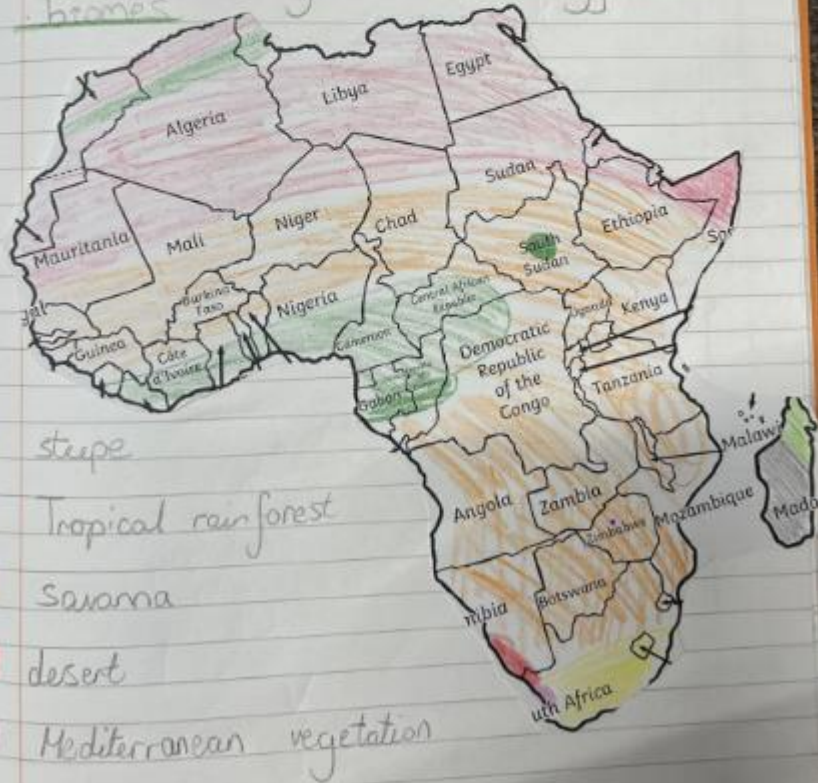 biomes
Egypt
Libya
Algeria
Sudan
Niger
Chad
Ethiopia
Mauritania
Mali
South
Sudan
Burkina
Faso
Nigeria
Central African
Republic
Uganda
Kenya
Guinea
Côte
d'Ivoire
Cameroon
Democratic
Republic
of the
Congo
Tanzania
Gabon
steepe
Malawi
Angola
Zambia
Mozambique
Mada
Tropical rainforest
Zimbabwe
Savanna
mibia
Botswana
desert
uth Africa
Mediterranean vegetation